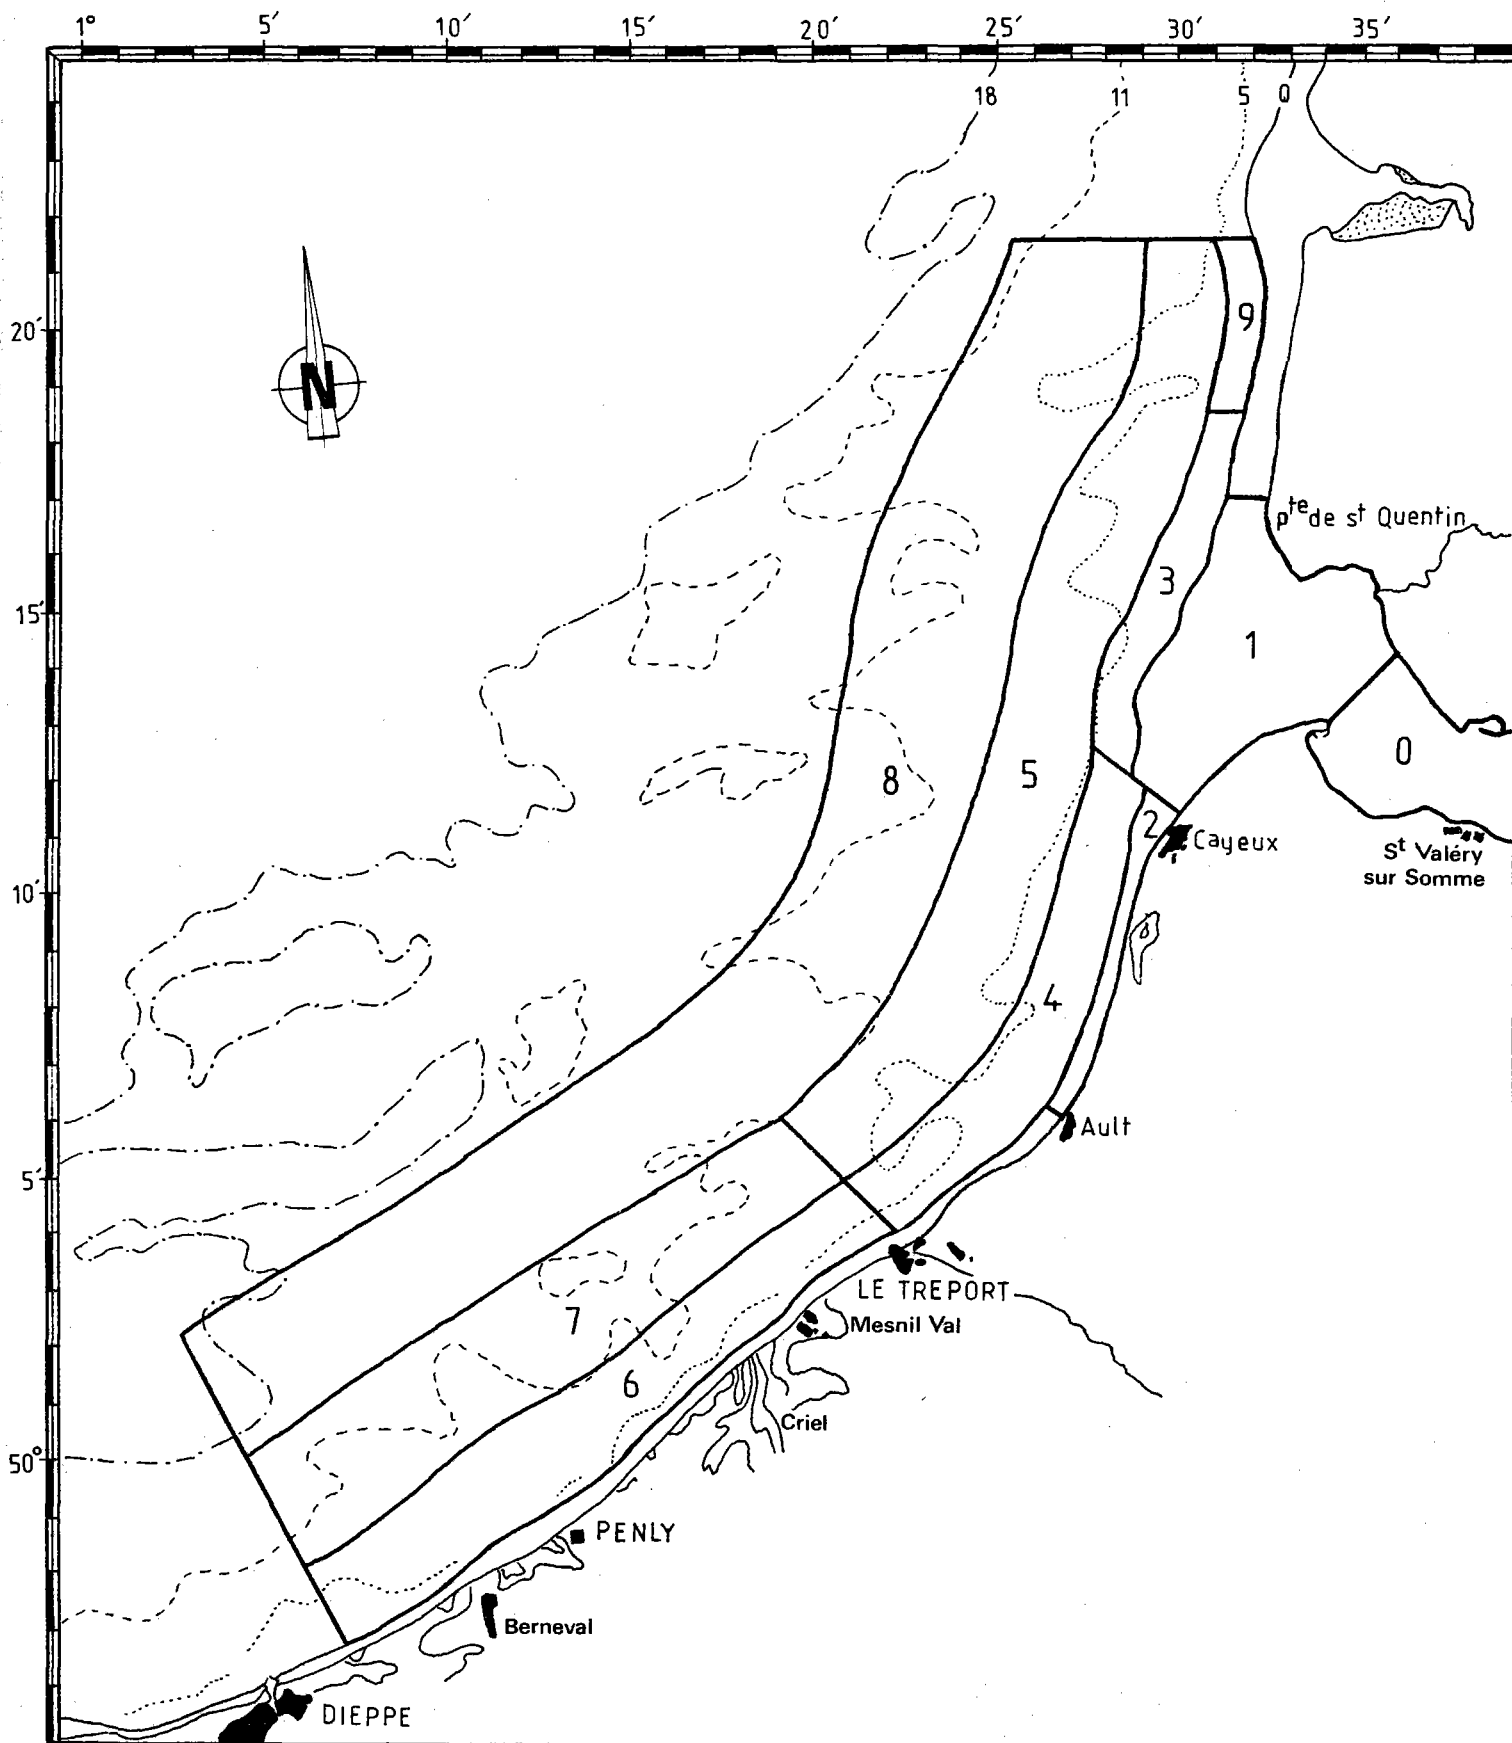 1° 5′ 10′ 15′ 20′ 25′ 30′ 35′
18 11 5 0
N
20′
9
pte de st Quentin
3
15′
1
0
8
5
2
Cayeux
St Valéry
sur Somme
10′
4
Ault
5′
LE TREPORT
7
Mesnil Val
6
Criel
50°
PENLY
Berneval
DIEPPE